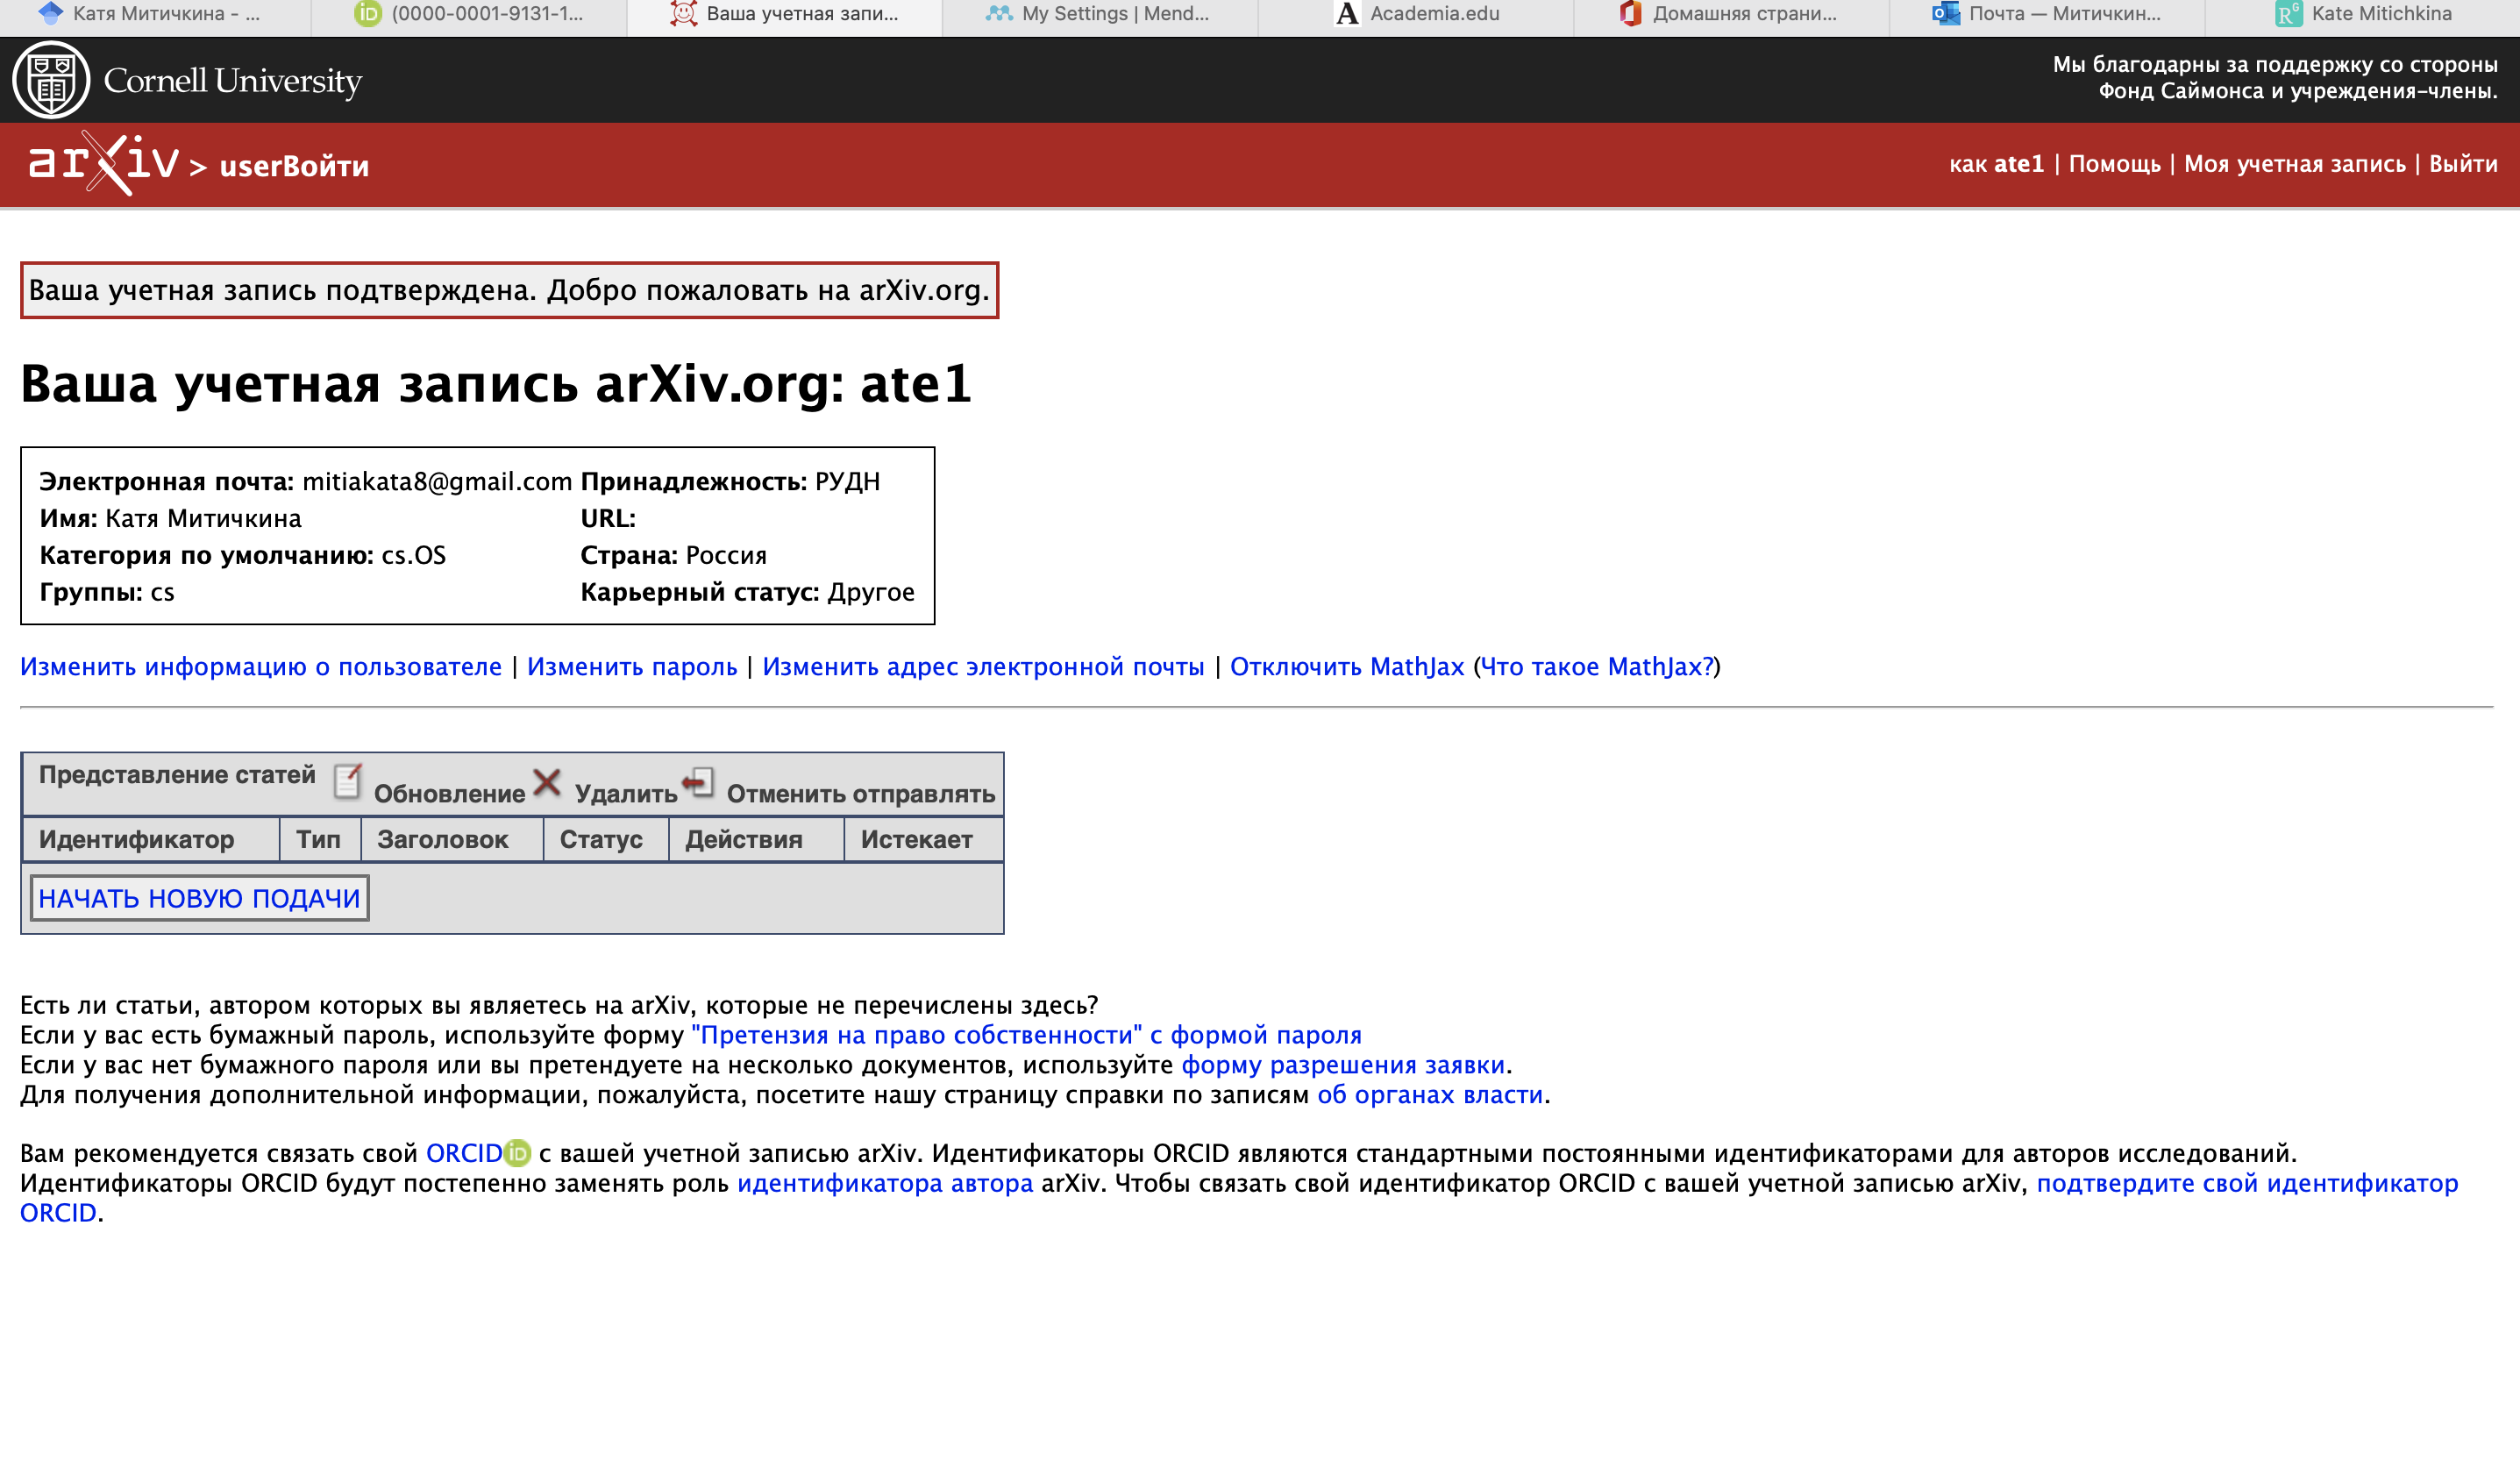 Катя Митичкина - ...
(0000-0001-9131-1...
Ваша учетная запи...
My Settings | Mend...
Academia.edu
Домашняя страни...
Почта — Митичкин...
Kate Mitichkina
Cornell University
Мы благодарны за поддержку со стороны
Фонд Саймонса и учреждения-члены.
arXiv > userВойти
как ate1 | Помощь | Моя учетная запись | Выйти
Ваша учетная запись подтверждена. Добро пожаловать на arXiv.org.
Ваша учетная запись arXiv.org: ate1
Электронная почта: mitiakata8@gmail.com Принадлежность: РУДН
Имя: Катя Митичкина URL:
Категория по умолчанию: cs.OS Страна: Россия
Группы: cs Карьерный статус: Другое
Изменить информацию о пользователе | Изменить пароль | Изменить адрес электронной почты | Отключить MathJax (Что такое MathJax?)
Представление статей Обновление Удалить Отменить отправлять
Идентификатор Тип Заголовок Статус Действия Истекает
НАЧАТЬ НОВУЮ ПОДАЧИ
Есть ли статьи, автором которых вы являетесь на arXiv, которые не перечислены здесь?
Если у вас есть бумажный пароль, используйте форму "Претензия на право собственности" с формой пароля
Если у вас нет бумажного пароля или вы претендуете на несколько документов, используйте форму разрешения заявки.
Для получения дополнительной информации, пожалуйста, посетите нашу страницу справки по записям об органах власти.
Вам рекомендуется связать свой ORCID iD с вашей учетной записью arXiv. Идентификаторы ORCID являются стандартными постоянными идентификаторами для авторов исследований.
Идентификаторы ORCID будут постепенно заменять роль идентификатора автора arXiv. Чтобы связать свой идентификатор ORCID с вашей учетной записью arXiv, подтвердите свой идентификатор
ORCID.